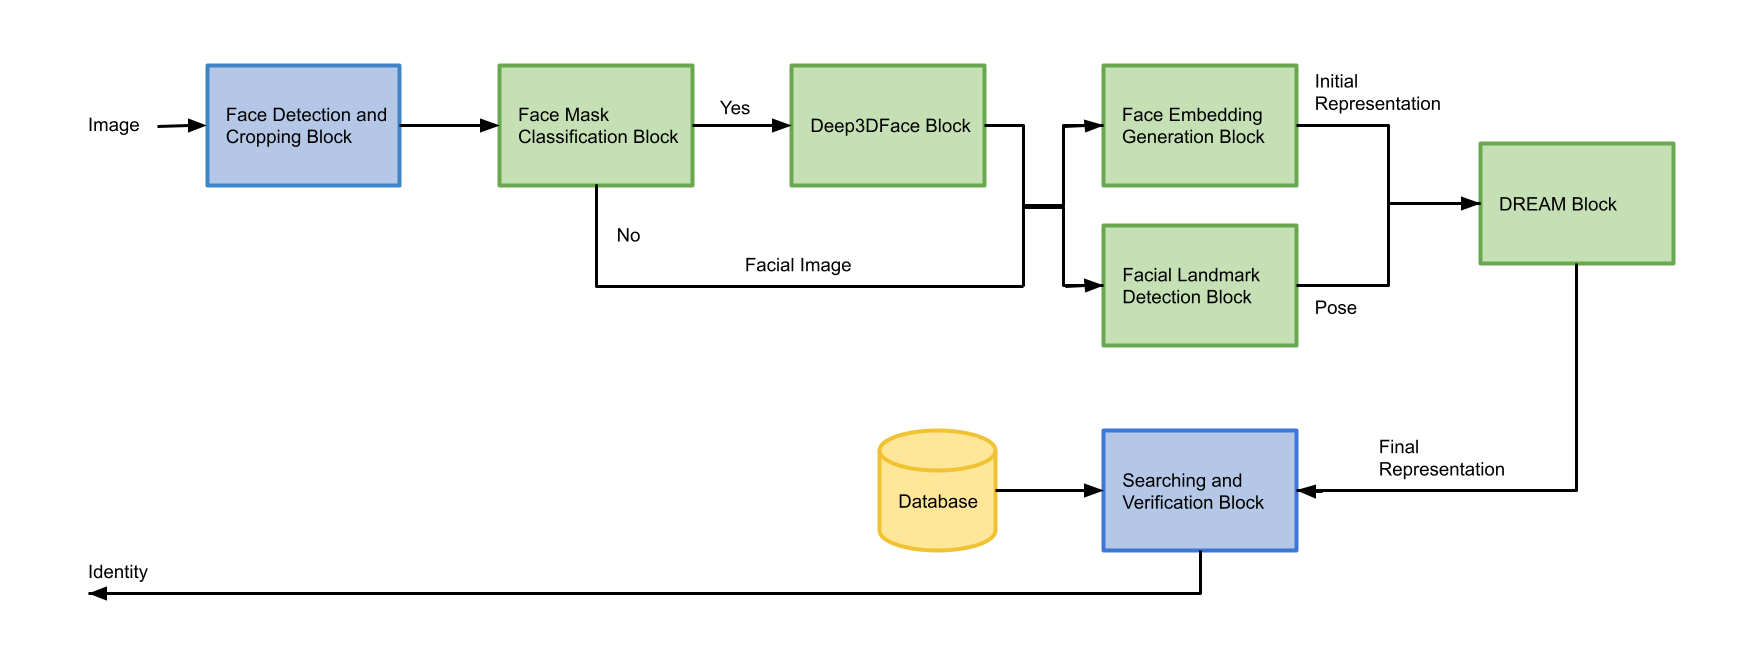 Image
Face Detection and
Cropping Block
Face Mask
Classification Block
Yes
Deep3DFace Block
No
Facial Image
Face Embedding
Generation Block
Initial
Representation
Facial Landmark
Detection Block
Pose
DREAM Block
Final
Representation
Database
Searching and
Verification Block
Identity